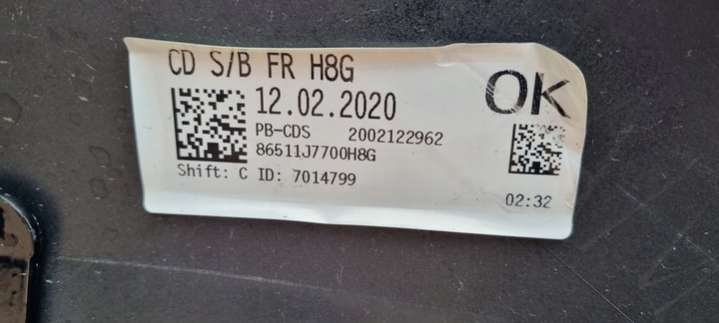 CD S/B FR H8G
OK
12.02.2020
PB-CDS 2002122962
86511J7700H8G
Shift: C ID: 7014799
02:32